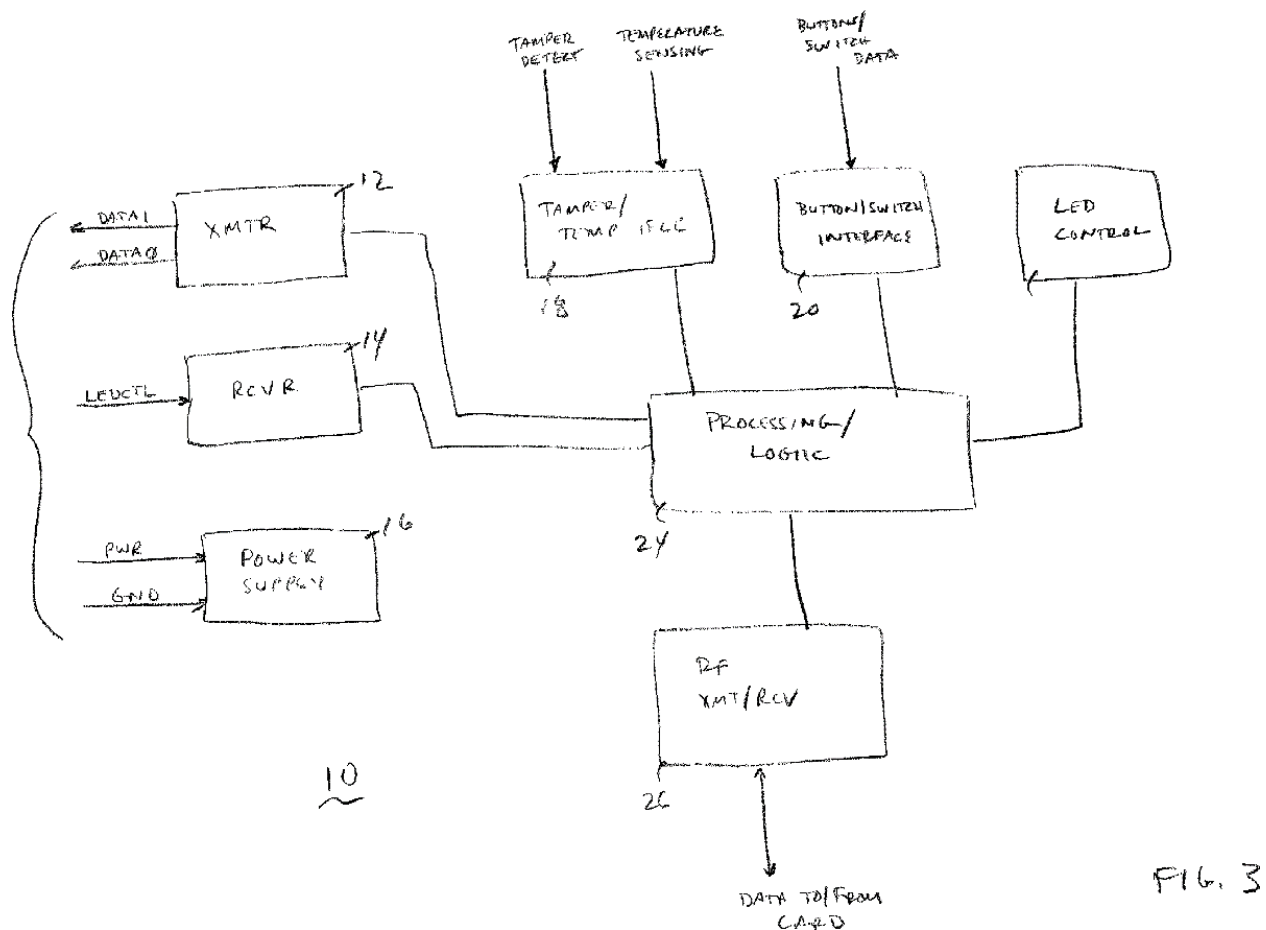 TAMPER
DETECT
TEMPERATURE
SENSING
BUTTONS/
SWITCH
DATA
12
XMTR
DATA1
DATA0
TAMPER/
TEMP
18
BUTTON/SWITCH
INTERFACE
20
LED
CONTROL
14
RCVR
LEDCTL
PROCESSING/
LOGIC
24
16
POWER
SUPPLY
PWR
GND
RF
XMT/RCV
26
10
DATA TO/FROM
CARD
FIG. 3